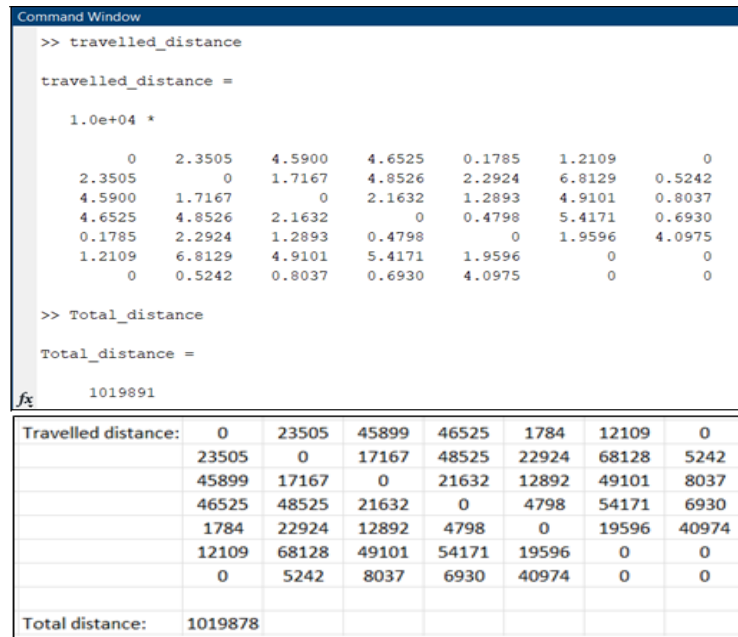 Command Window
>> travelled_distance
travelled_distance =
1.0e+04 *
0 2.3505 4.5900 4.6525 0.1785 1.2109 0
2.3505 0 1.7167 4.8526 2.2924 6.8129 0.5242
4.5900 1.7167 0 2.1632 1.2893 4.9101 0.8037
4.6525 4.8526 2.1632 0 0.4798 5.4171 0.6930
0.1785 2.2924 1.2893 0.4798 0 1.9596 4.0975
1.2109 6.8129 4.9101 5.4171 1.9596 0 0
0 0.5242 0.8037 0.6930 4.0975 0 0
>> Total_distance
Total_distance =
1019891
fx
Travelled distance: 0 23505 45899 46525 1784 12109 0
23505 0 17167 48525 22924 68128 5242
45899 17167 0 21632 12892 49101 8037
46525 48525 21632 0 4798 54171 6930
1784 22924 12892 4798 0 19596 40974
12109 68128 49101 54171 19596 0 0
0 5242 8037 6930 40974 0 0
Total distance: 1019878